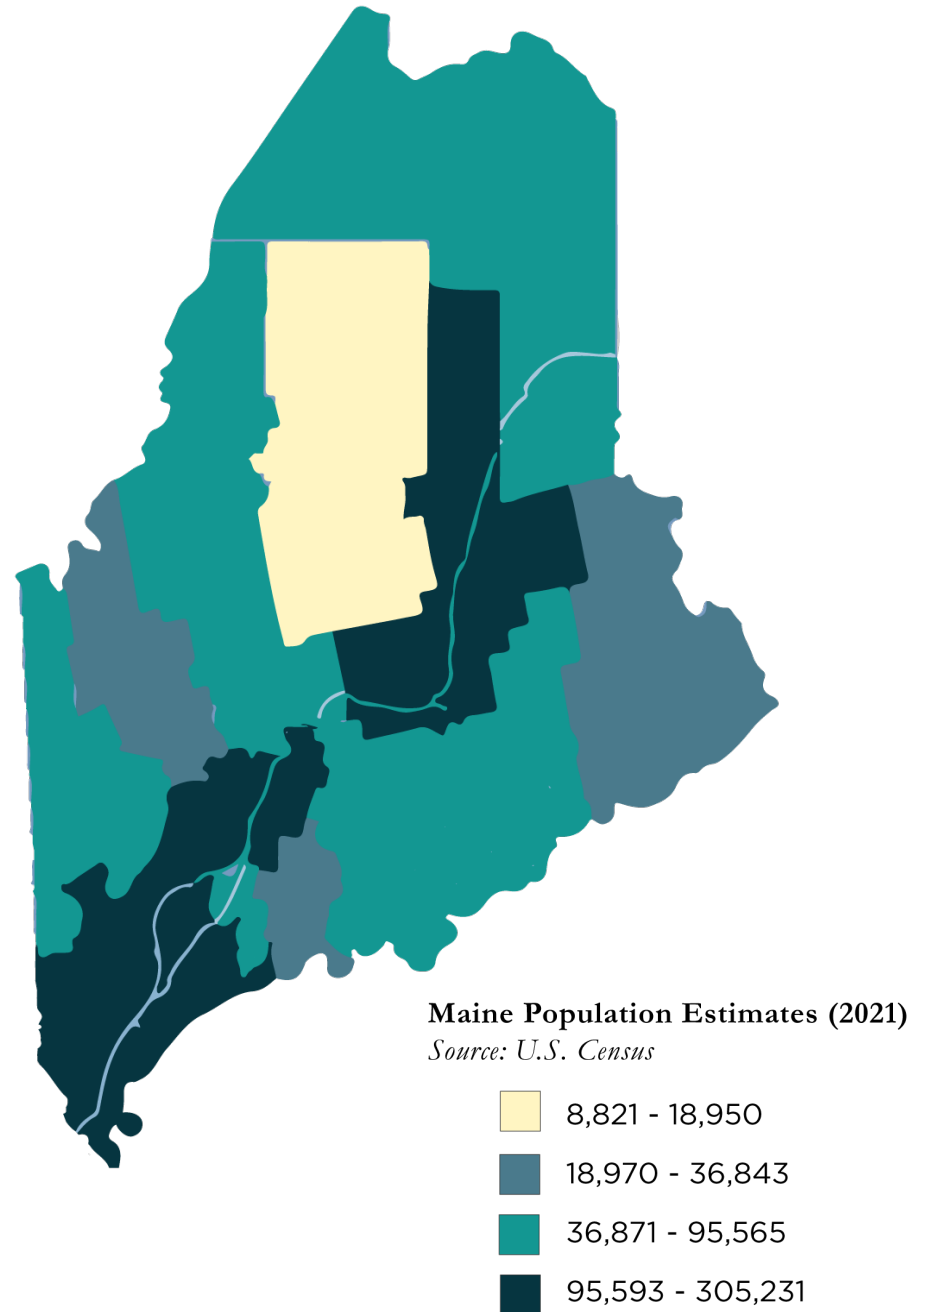 Maine Population Estimates (2021)
Source: U.S. Census
8,821 - 18,950
18,970 - 36,843
36,871 - 95,565
95,593 - 305,231